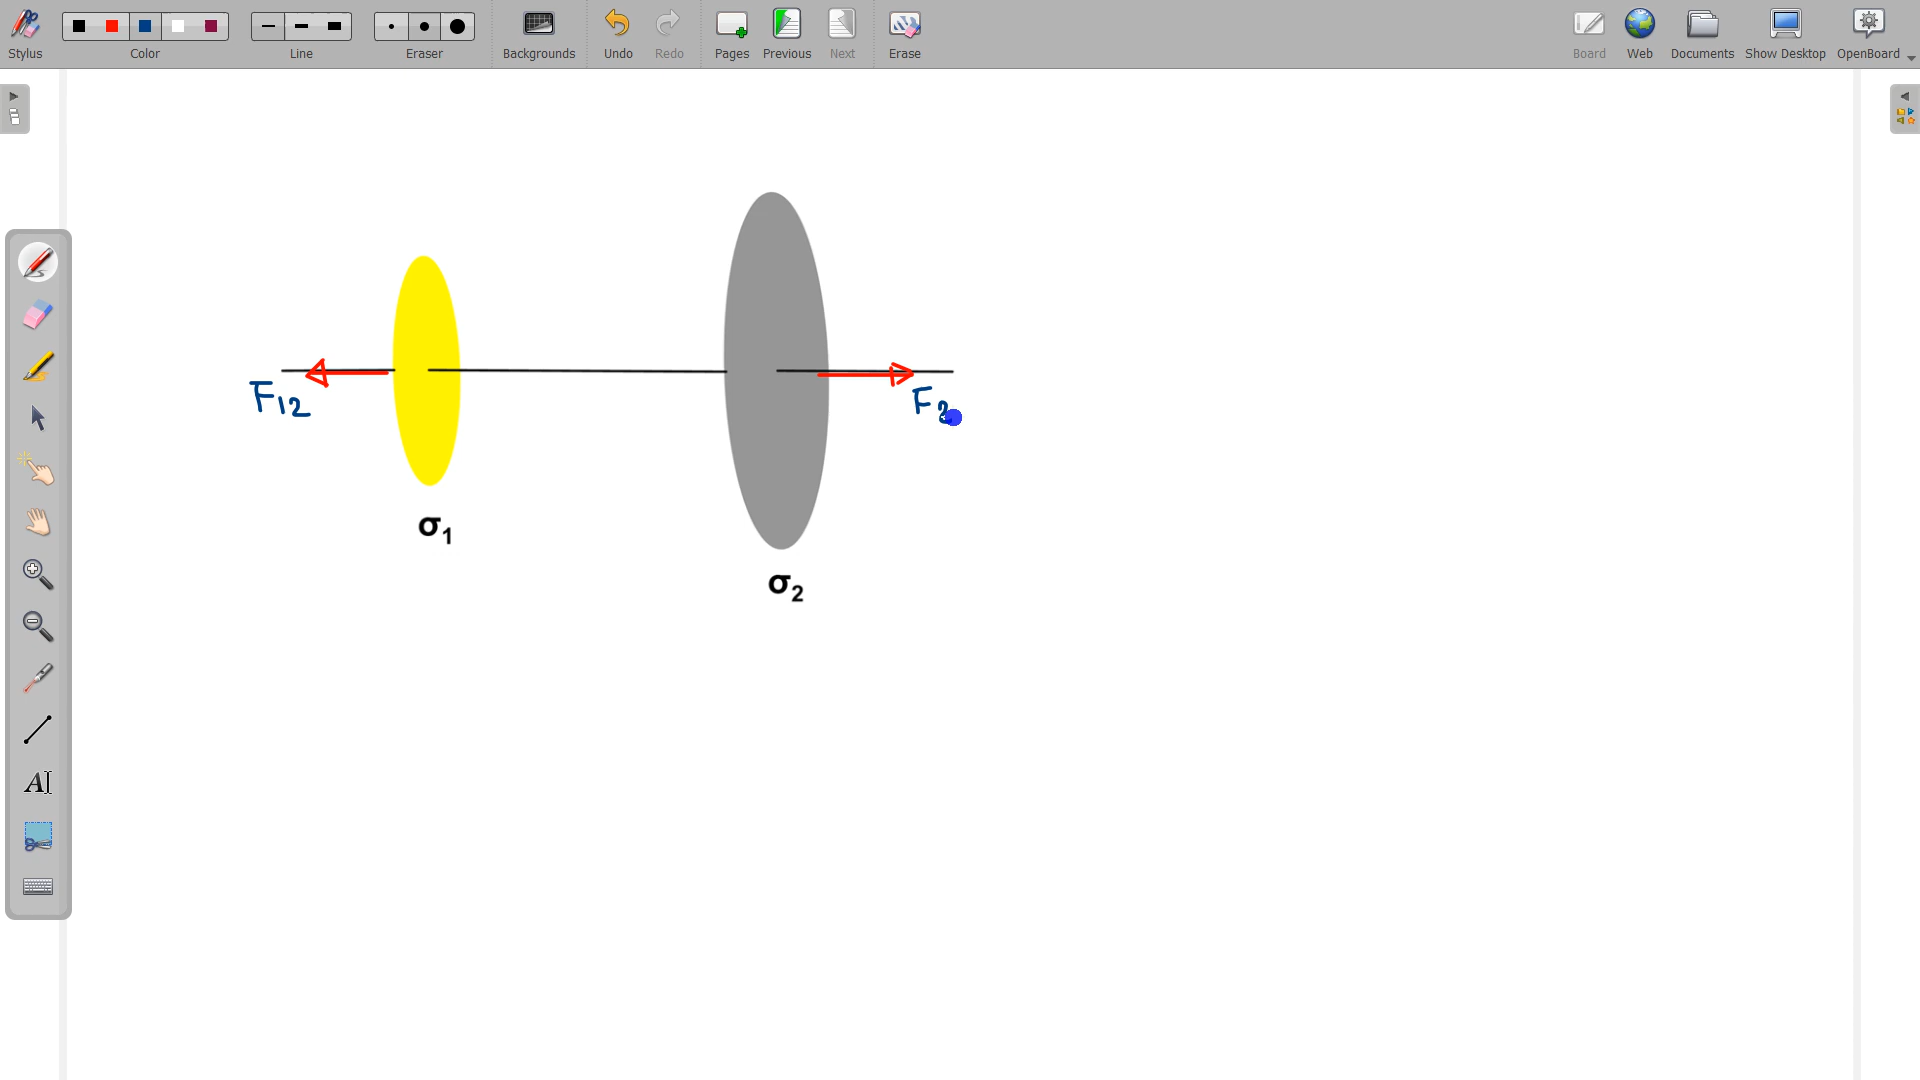 Stylus Color Line Eraser Backgrounds Undo Redo Pages Previous Next Erase Board Web Documents Show Desktop OpenBoard
F12
F2
σ1
σ2